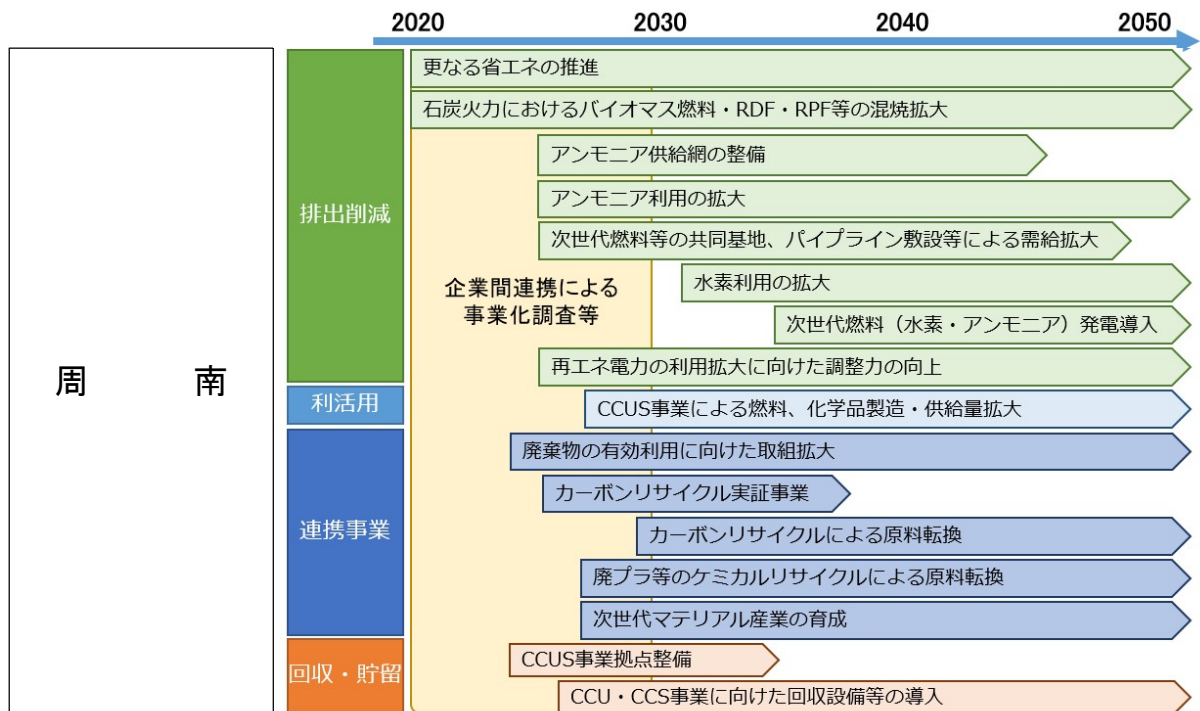 2020 2030 2040 2050
周 南
排出削減
更なる省エネの推進
石炭火力におけるバイオマス燃料・RDF・RPF等の混焼拡大
アンモニア供給網の整備
アンモニア利用の拡大
次世代燃料等の共同基地、パイプライン敷設等による需給拡大
企業間連携による
事業化調査等
水素利用の拡大
次世代燃料（水素・アンモニア）発電導入
再エネ電力の利用拡大に向けた調整力の向上
利活用
CCUS事業による燃料、化学品製造・供給量拡大
連携事業
廃棄物の有効利用に向けた取組拡大
カーボンリサイクル実証事業
カーボンリサイクルによる原料転換
廃プラ等のケミカルリサイクルによる原料転換
次世代マテリアル産業の育成
回収・貯留
CCUS事業拠点整備
CCU・CCS事業に向けた回収設備等の導入